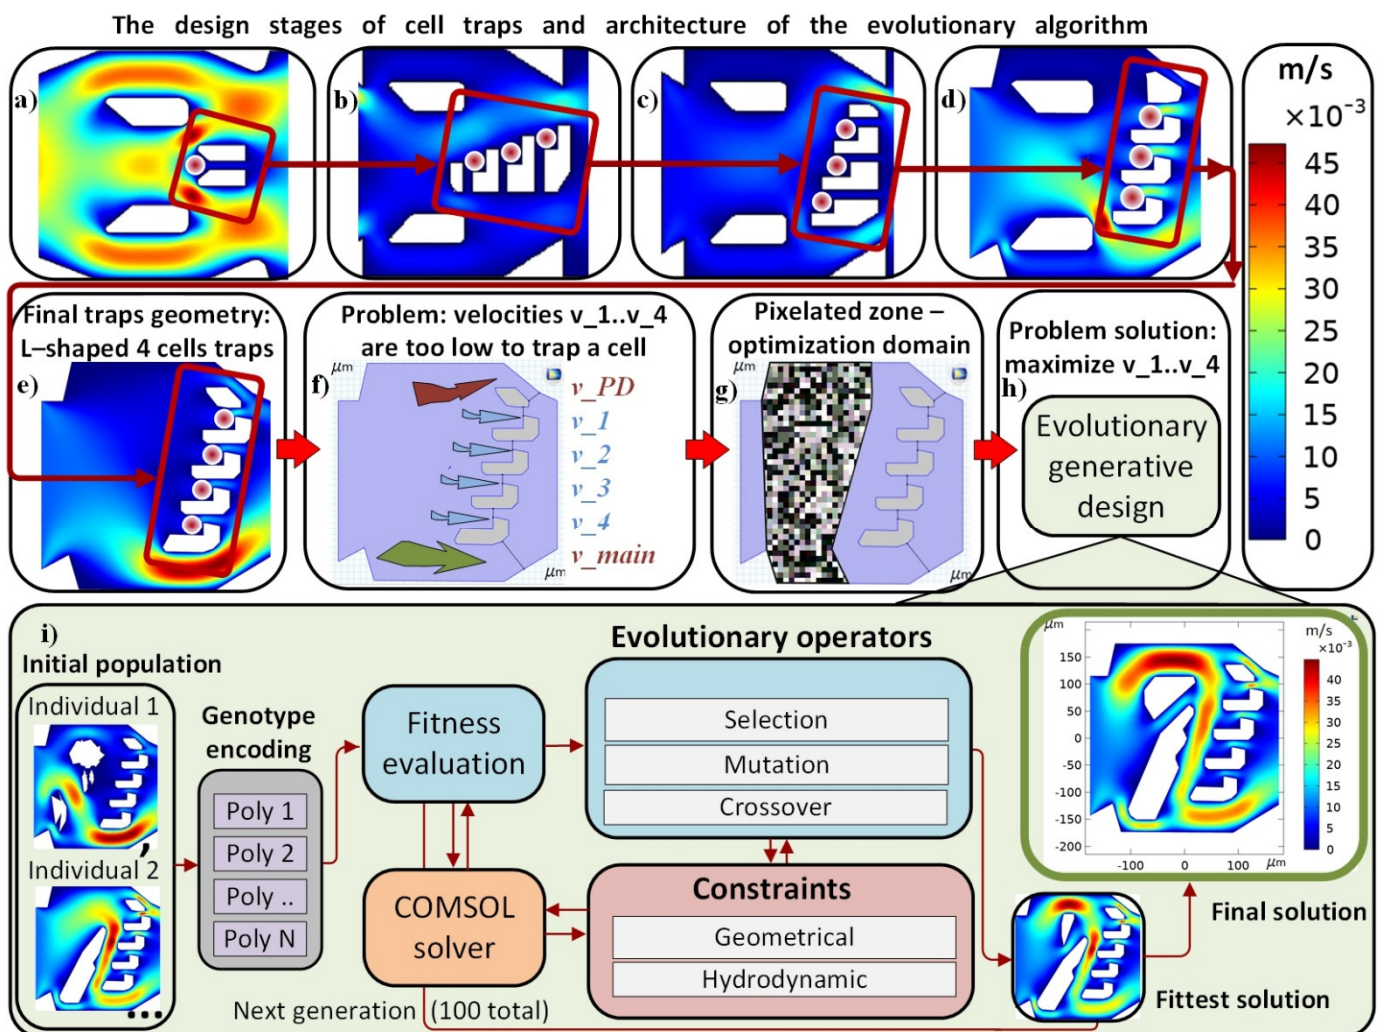 The design stages of cell traps and architecture of the evolutionary algorithm
a)
b)
c)
d)
m/s
×10⁻³
45
40
35
30
25
20
15
10
5
0
Final traps geometry:
L–shaped 4 cells traps
e)
Problem: velocities v_1..v_4
are too low to trap a cell
μm
f)
v_PD
v_1
v_2
v_3
v_4
v_main
μm
Pixelated zone –
optimization domain
μm
g)
μm
Problem solution:
maximize v_1..v_4
h)
Evolutionary
generative
design
i)
Initial population
Individual 1
,
Individual 2
...
Genotype
encoding
Poly 1
Poly 2
Poly ..
Poly N
Fitness
evaluation
COMSOL
solver
Next generation (100 total)
Evolutionary operators
Selection
Mutation
Crossover
Constraints
Geometrical
Hydrodynamic
μm
150
100
50
0
-50
-100
-150
-200
-100
0
100
μm
m/s
×10⁻³
40
35
30
25
20
15
10
5
0
Final solution
Fittest solution